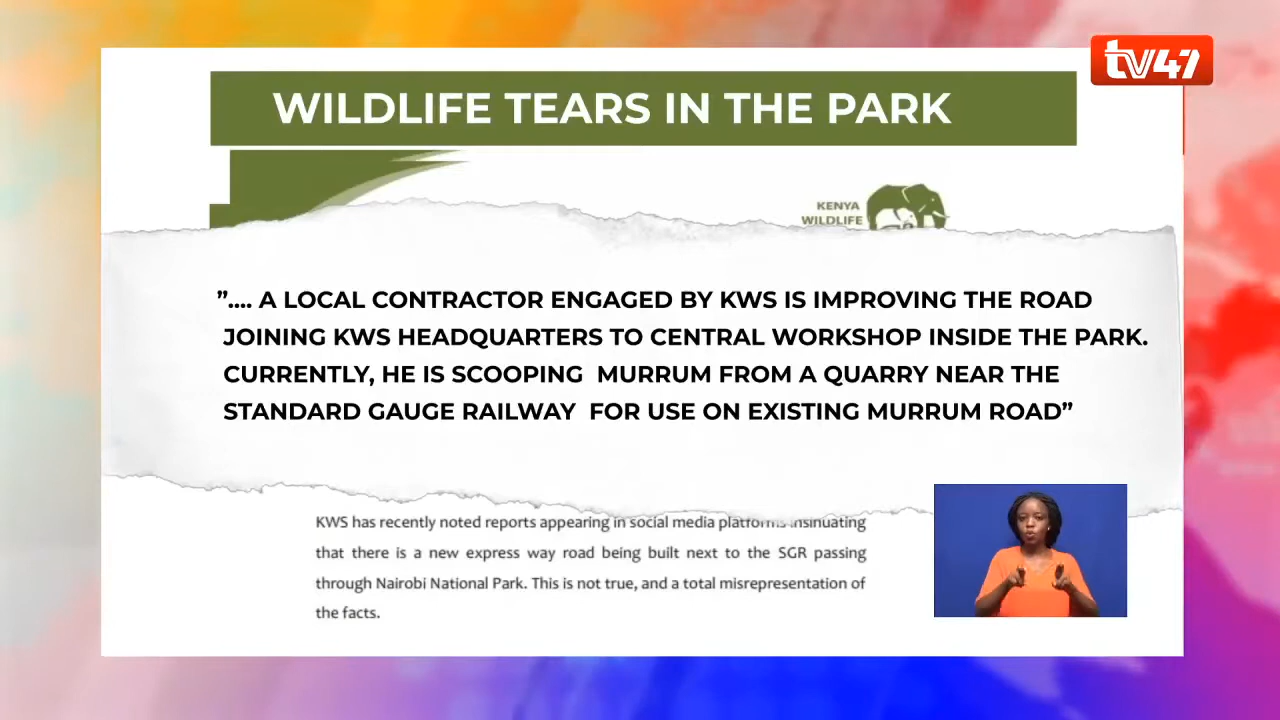 tv47
WILDLIFE TEARS IN THE PARK
KENYA
WILDLIFE
”.... A LOCAL CONTRACTOR ENGAGED BY KWS IS IMPROVING THE ROAD
JOINING KWS HEADQUARTERS TO CENTRAL WORKSHOP INSIDE THE PARK.
CURRENTLY, HE IS SCOOPING MURRUM FROM A QUARRY NEAR THE
STANDARD GAUGE RAILWAY FOR USE ON EXISTING MURRUM ROAD”
KWS has recently noted reports appearing in social media platforms insinuating
that there is a new express way road being built next to the SGR passing
through Nairobi National Park. This is not true, and a total misrepresentation of
the facts.